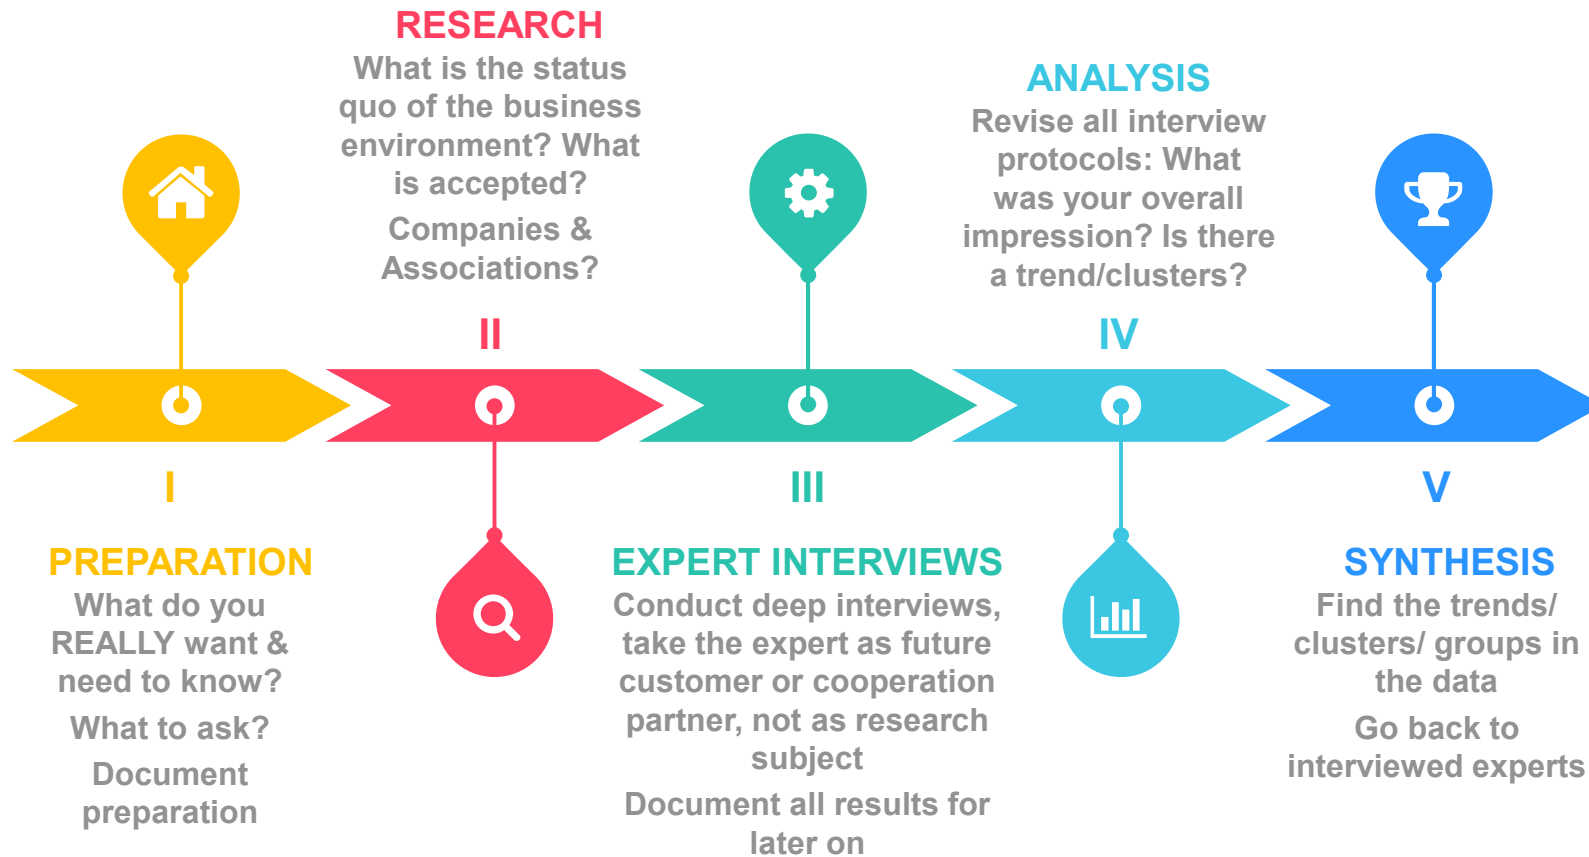 I
PREPARATION
What do you
REALLY want &
need to know?
What to ask?
Document
preparation
RESEARCH
What is the status
quo of the business
environment? What
is accepted?
Companies &
Associations?
II
III
EXPERT INTERVIEWS
Conduct deep interviews,
take the expert as future
customer or cooperation
partner, not as research
subject
Document all results for
later on
ANALYSIS
Revise all interview
protocols: What
was your overall
impression? Is there
a trend/clusters?
IV
V
SYNTHESIS
Find the trends/
clusters/ groups in
the data
Go back to
interviewed experts